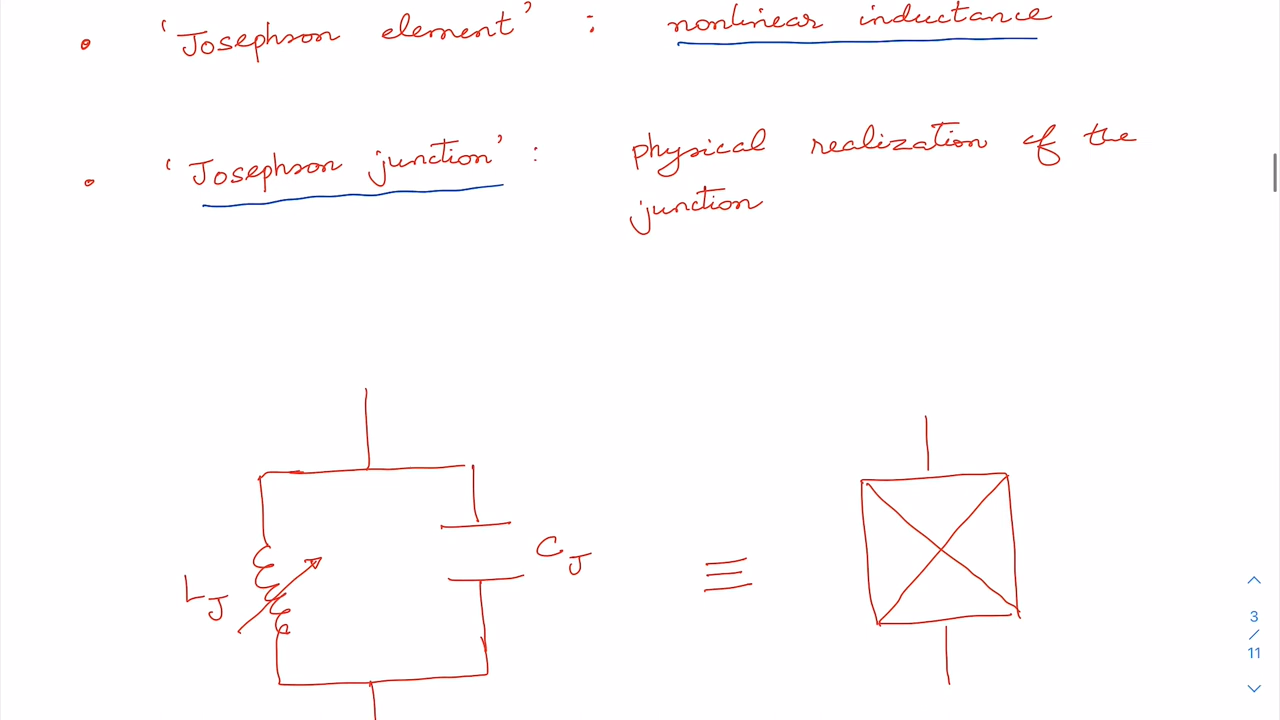 • 'Josephson element' : nonlinear inductance
• 'Josephson junction' : physical realization of the
junction
L_J
C_J
≡
3
/
11